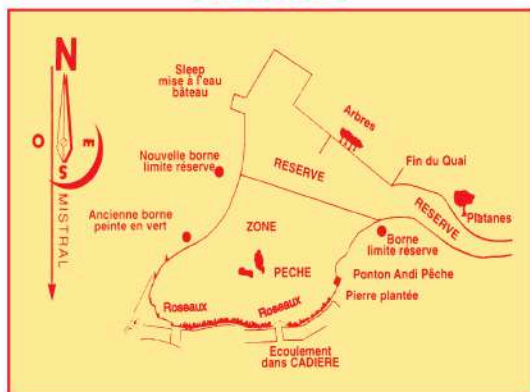 N
Sleep
mise à l'eau
bâteau
Arbres
O
E
S
MISTRAL
Nouvelle borne
limite réserve
RESERVE
Fin du Quai
Ancienne borne
peinte en vert
ZONE
RESERVE
Platanes
Borne
limite réserve
PECHE
Ponton Andi Pêche
Pierre plantée
Roseaux
Roseaux
Ecoulement
dans CADIERE